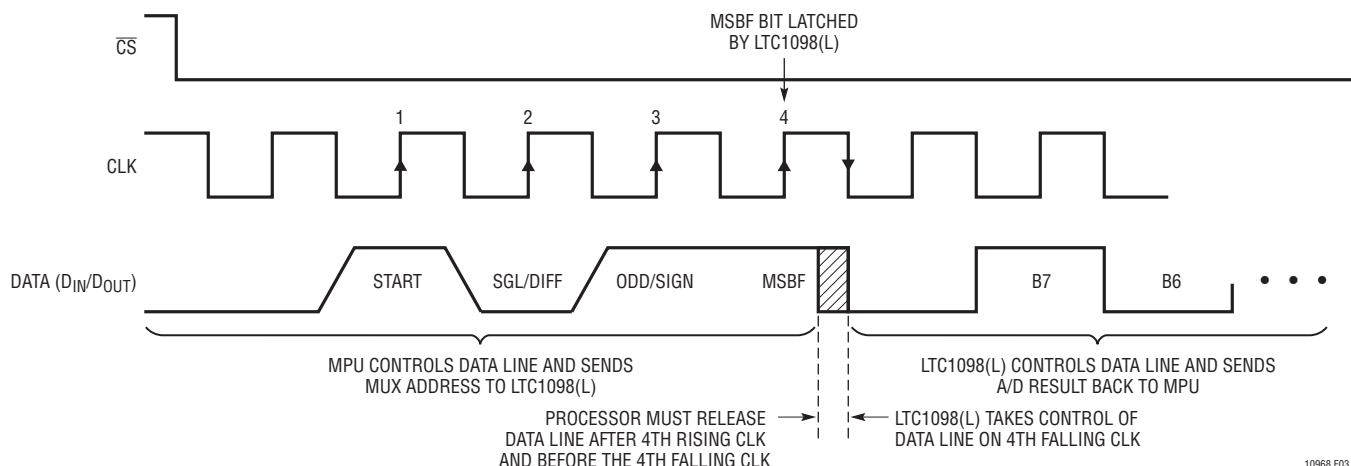 MSBF BIT LATCHED
BY LTC1098(L)
CS
1 2 3 4
CLK
DATA (DIN/DOUT)
START SGL/DIFF ODD/SIGN MSBF B7 B6 • • •
MPU CONTROLS DATA LINE AND SENDS
MUX ADDRESS TO LTC1098(L)
LTC1098(L) CONTROLS DATA LINE AND SENDS
A/D RESULT BACK TO MPU
PROCESSOR MUST RELEASE
DATA LINE AFTER 4TH RISING CLK
AND BEFORE THE 4TH FALLING CLK
LTC1098(L) TAKES CONTROL OF
DATA LINE ON 4TH FALLING CLK
10968 F03